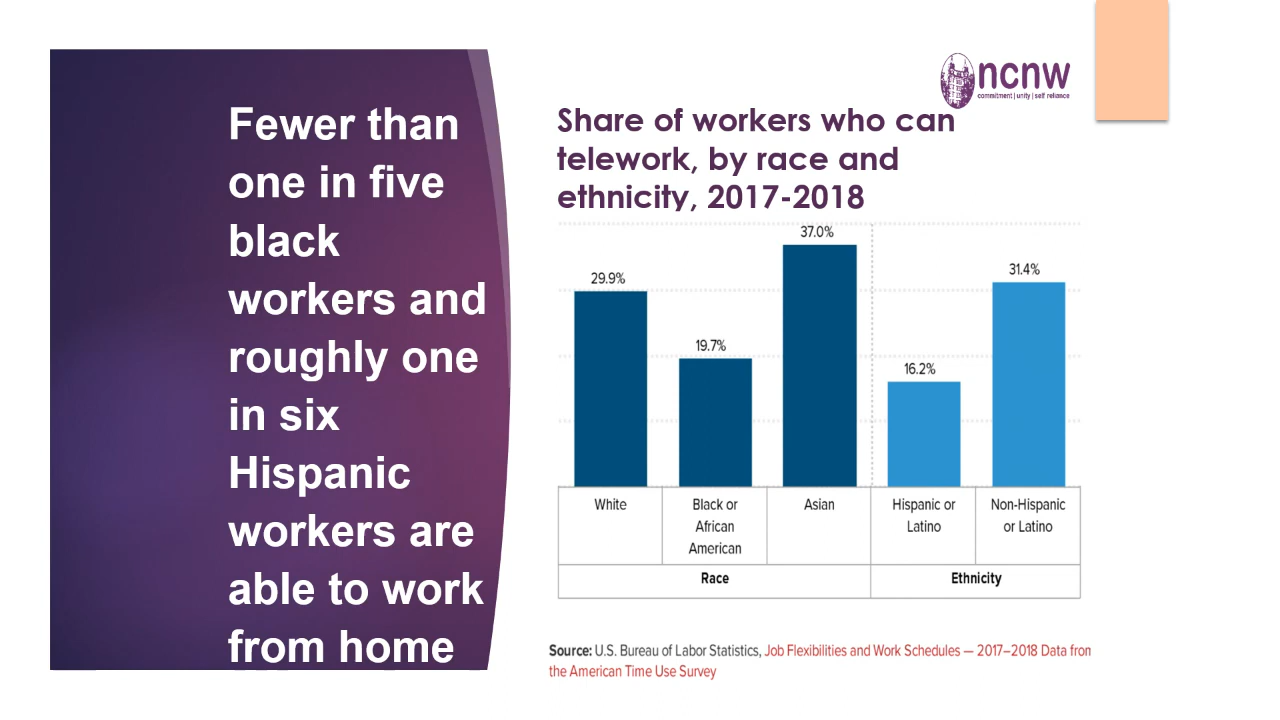 Fewer than
one in five
black
workers and
roughly one
in six
Hispanic
workers are
able to work
from home
ncnw
commitment | unity | self reliance
Share of workers who can
telework, by race and
ethnicity, 2017-2018
37.0%
31.4%
29.9%
19.7%
16.2%
White
Black or
African
American
Asian
Hispanic or
Latino
Non-Hispanic
or Latino
Race
Ethnicity
Source: U.S. Bureau of Labor Statistics, Job Flexibilities and Work Schedules — 2017–2018 Data fron
the American Time Use Survey